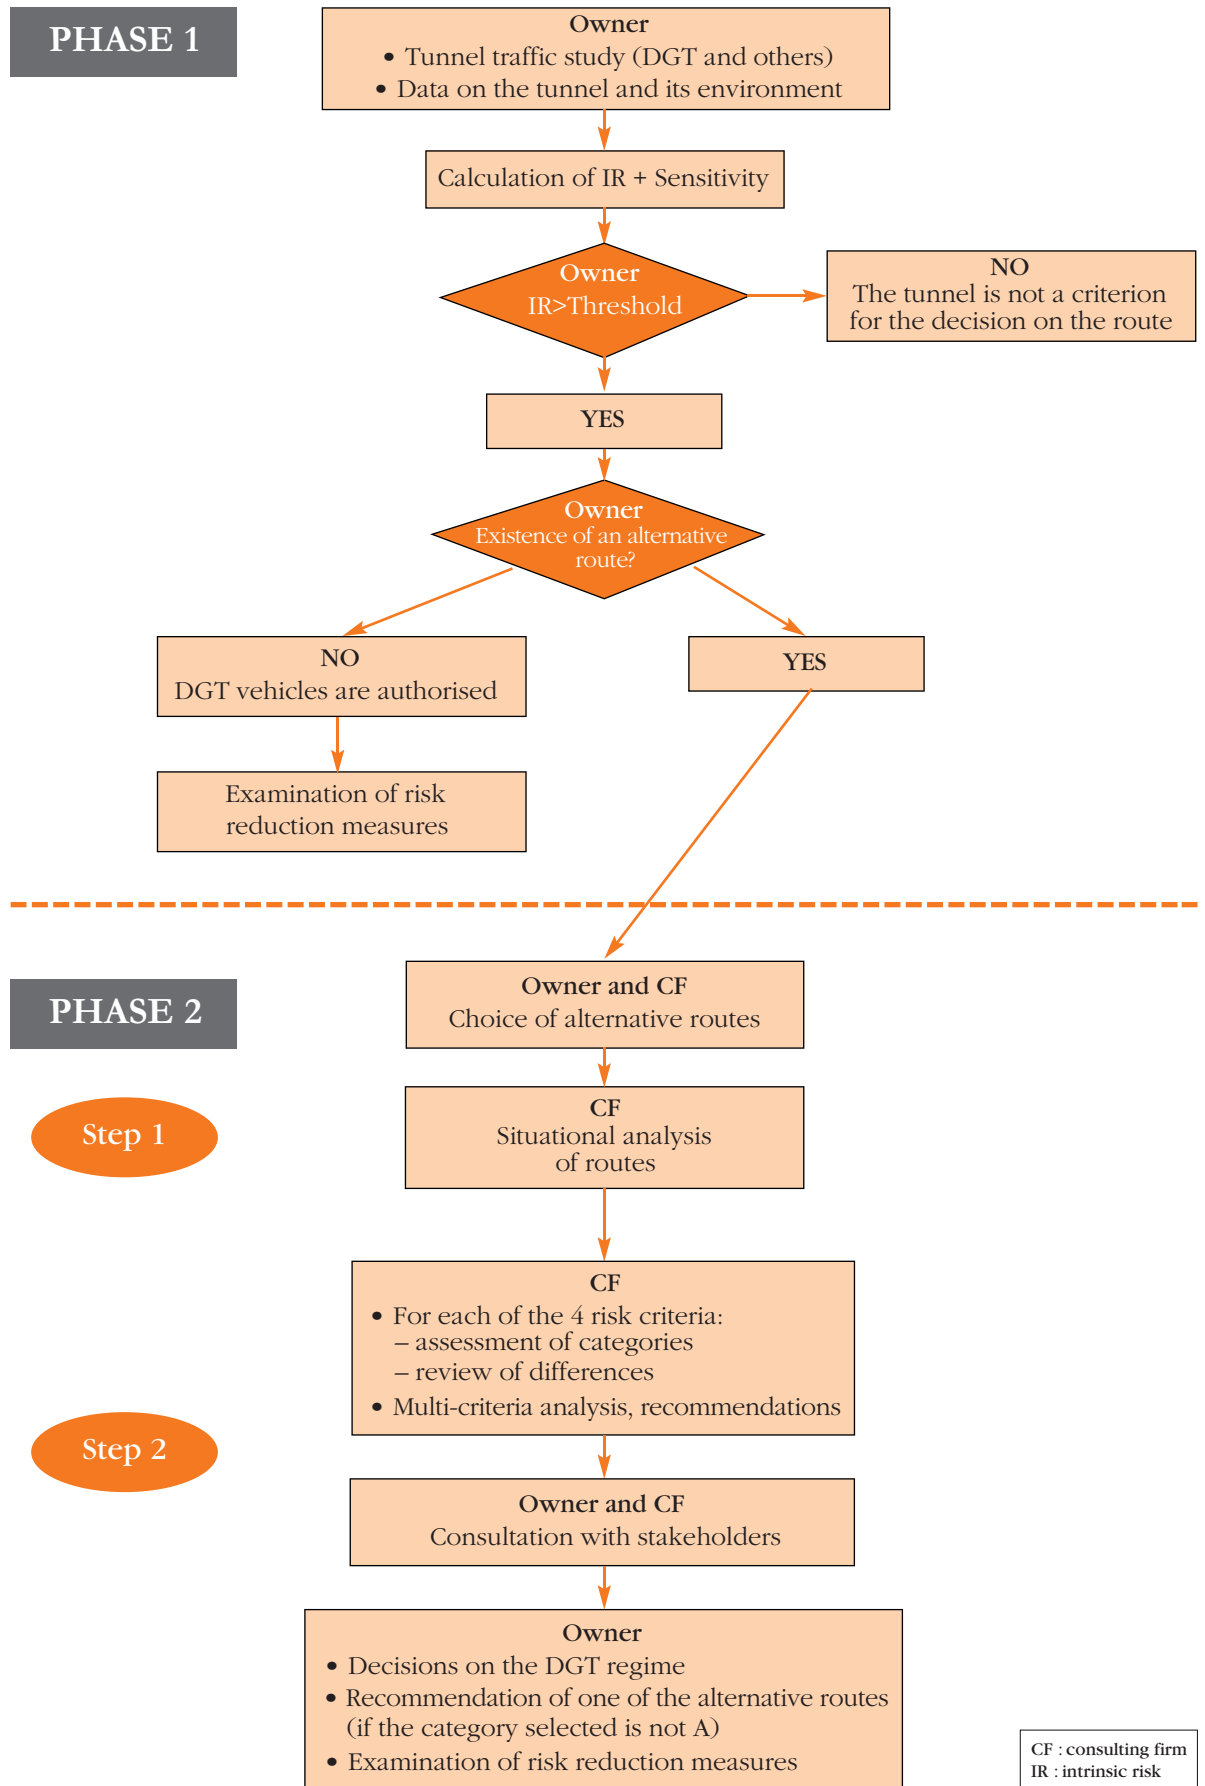 PHASE 1
Owner
• Tunnel traffic study (DGT and others)
• Data on the tunnel and its environment
Calculation of IR + Sensitivity
Owner
IR>Threshold
NO
The tunnel is not a criterion
for the decision on the route
YES
Owner
Existence of an alternative
route?
NO
DGT vehicles are authorised
YES
Examination of risk
reduction measures
PHASE 2
Owner and CF
Choice of alternative routes
Step 1
CF
Situational analysis
of routes
CF
• For each of the 4 risk criteria:
– assessment of categories
– review of differences
• Multi-criteria analysis, recommendations
Step 2
Owner and CF
Consultation with stakeholders
Owner
• Decisions on the DGT regime
• Recommendation of one of the alternative routes
(if the category selected is not A)
• Examination of risk reduction measures
CF : consulting firm
IR : intrinsic risk